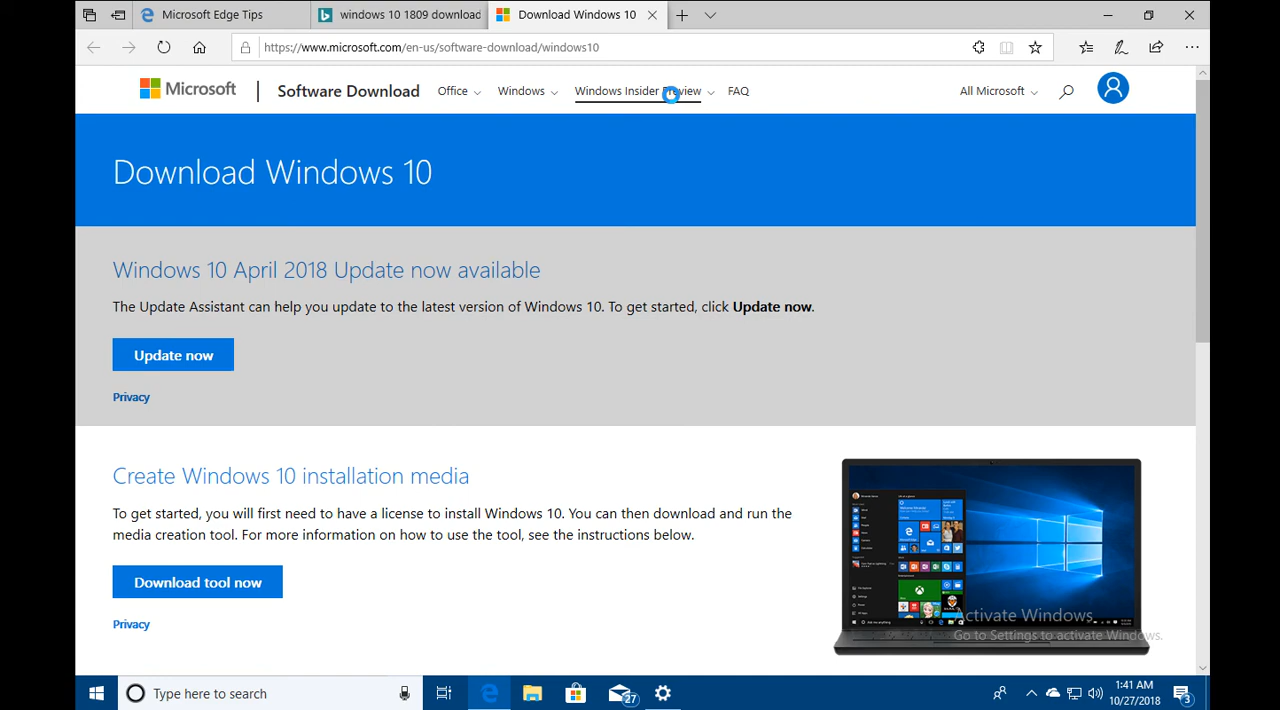 Microsoft Edge Tips
windows 10 1809 download
Download Windows 10
https://www.microsoft.com/en-us/software-download/windows10
Microsoft
Software Download
Office
Windows
Windows Insider Preview
FAQ
All Microsoft
Download Windows 10
Windows 10 April 2018 Update now available
The Update Assistant can help you update to the latest version of Windows 10. To get started, click Update now.
Update now
Privacy
Create Windows 10 installation media
To get started, you will first need to have a license to install Windows 10. You can then download and run the
media creation tool. For more information on how to use the tool, see the instructions below.
Download tool now
Privacy
Activate Windows
Go to Settings to activate Windows.
Type here to search
27
1:41 AM
10/27/2018
3